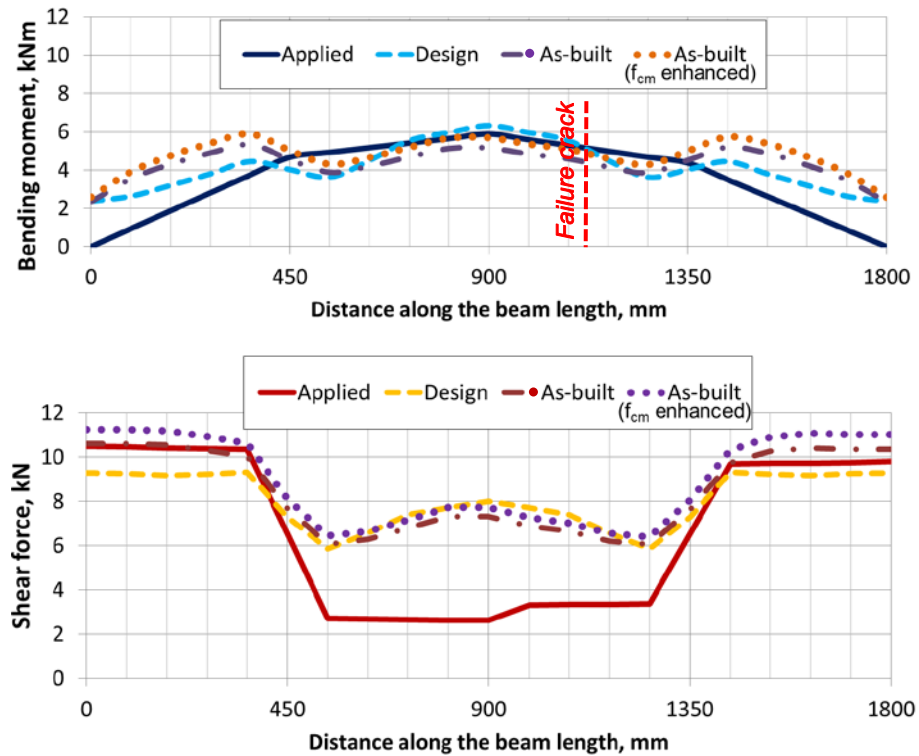 12
10
8
6
4
2
0
Bending moment, kNm
Applied
Design
As-built
As-built
(fcm enhanced)
Failure crack
0
450
900
1350
1800
Distance along the beam length, mm
12
10
8
6
4
2
0
Shear force, kN
Applied
Design
As-built
As-built
(fcm enhanced)
0
450
900
1350
1800
Distance along the beam length, mm